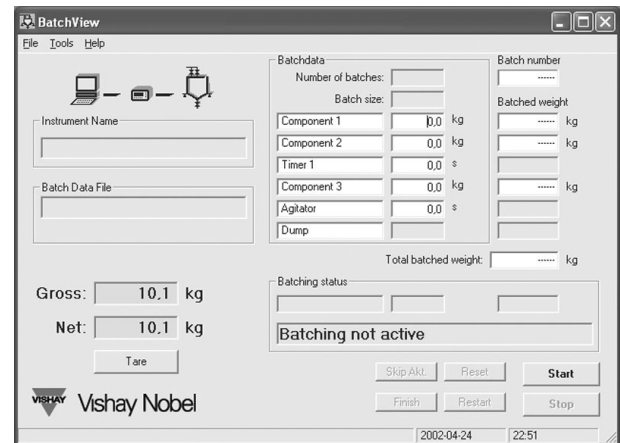 BatchView
File Tools Help
Batchdata
Number of batches:
Batch size:
Batch number
------
Batched weight
Component 1 0,0 kg ------ kg
Component 2 0,0 kg ------ kg
Timer 1 0,0 s
Component 3 0,0 kg ------ kg
Agitator 0,0 s
Dump
Total batched weight: ------ kg
Instrument Name
Batch Data File
Gross: 10,1 kg
Net: 10,1 kg
Tare
Batching status
Batching not active
Skip Akt. Reset Start
Finish Restart Stop
VISHAY Vishay Nobel
2002-04-24 22:51